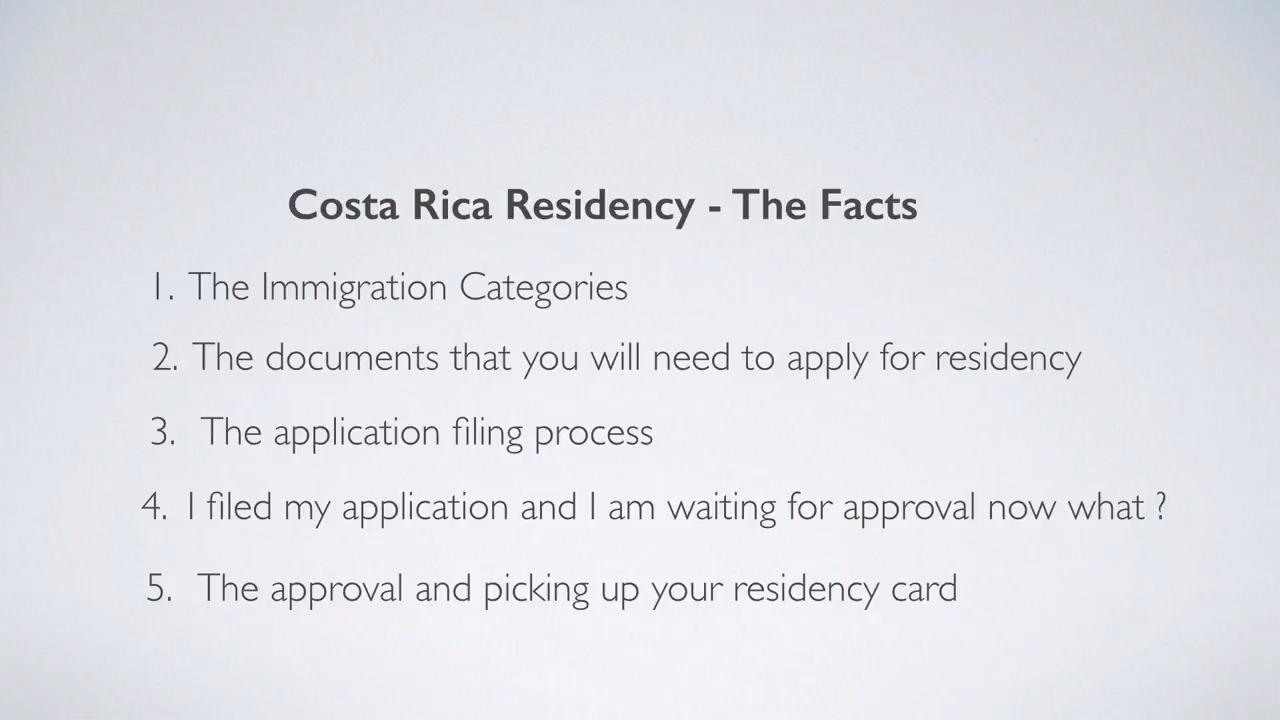 Costa Rica Residency - The Facts
1. The Immigration Categories
2. The documents that you will need to apply for residency
3. The application filing process
4. I filed my application and I am waiting for approval now what ?
5. The approval and picking up your residency card